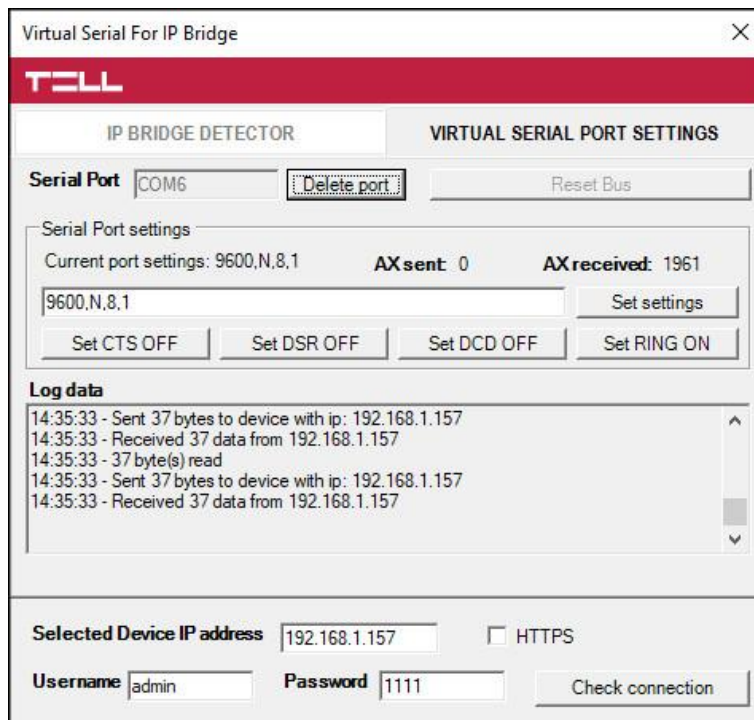 Virtual Serial For IP Bridge
TELL
IP BRIDGE DETECTOR VIRTUAL SERIAL PORT SETTINGS
Serial Port COM6 Delete port Reset Bus
Serial Port settings
Current port settings: 9600,N,8,1 AX sent: 0 AX received: 1961
9600,N,8,1 Set settings
Set CTS OFF Set DSR OFF Set DCD OFF Set RING ON
Log data
14:35:33 - Sent 37 bytes to device with ip: 192.168.1.157
14:35:33 - Received 37 data from 192.168.1.157
14:35:33 - 37 byte(s) read
14:35:33 - Sent 37 bytes to device with ip: 192.168.1.157
14:35:33 - Received 37 data from 192.168.1.157
Selected Device IP address 192.168.1.157 HTTPS
Username admin Password 1111 Check connection